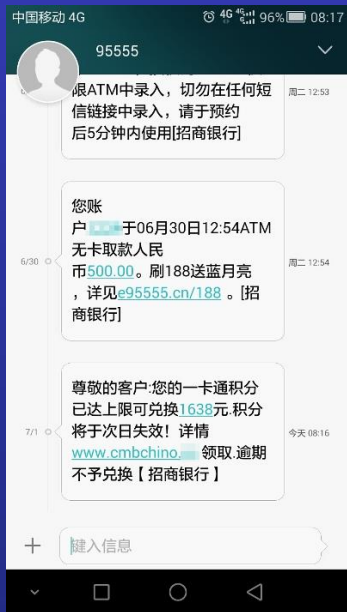 中国移动 4G 4G 96% 08:17
95555
限ATM中录入，切勿在任何短
信链接中录入，请于预约
后5分钟内使用[招商银行]
周二 12:53
您账
户 于06月30日12:54ATM
无卡取款人民
币500.00。刷188送蓝月亮
，详见e95555.cn/188 。[招
商银行]
6/30
周二 12:54
尊敬的客户:您的一卡通积分
已达上限可兑换1638元.积分
将于次日失效！详情
www.cmbchino. 领取.逾期
不予兑换【 招商银行 】
7/1
今天 08:16
键入信息